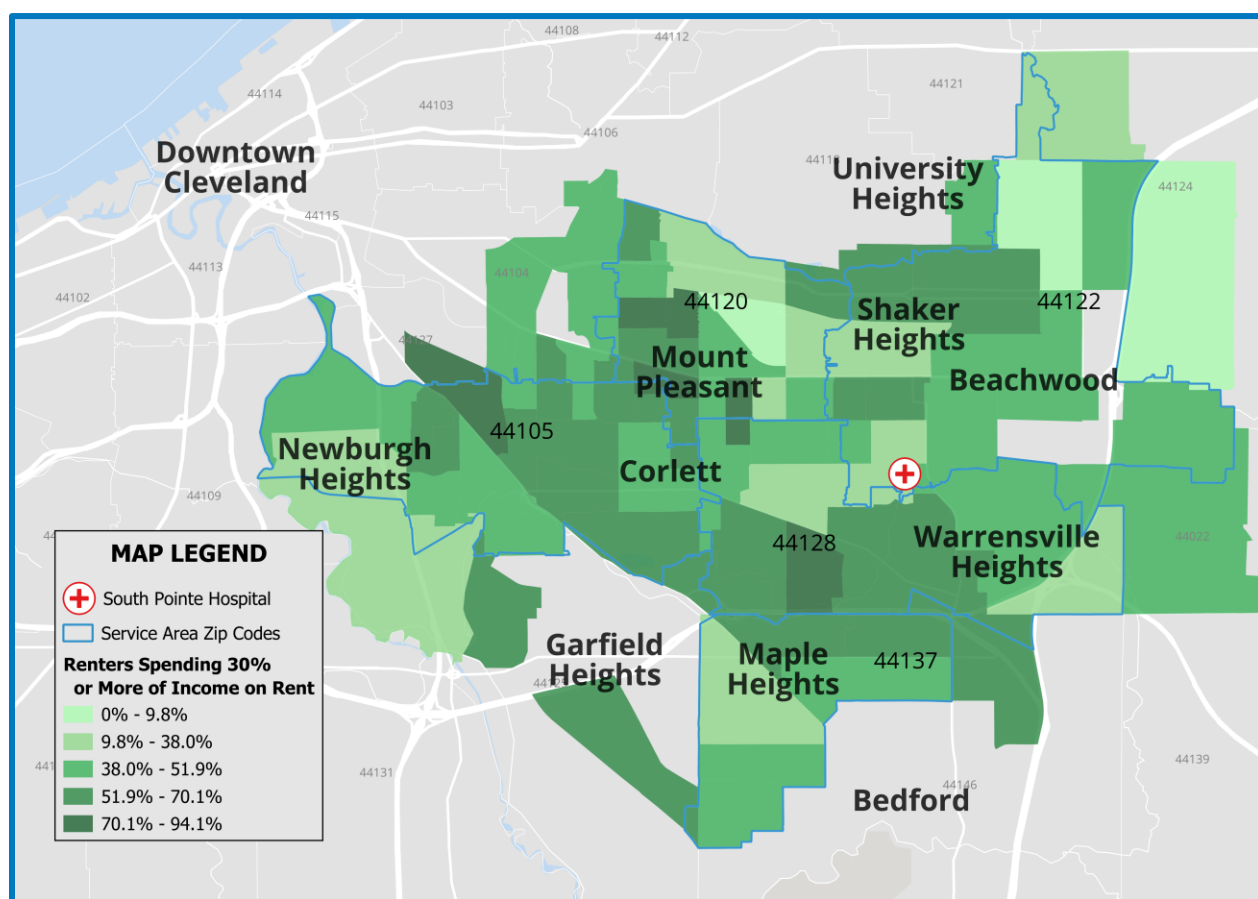 44108
44112
44121
44114
44103
44106
Downtown
Cleveland
University
Heights
44124
44115
44113
44104
44102
44120
Shaker
Heights
44122
Mount
Pleasant
Beachwood
44105
Newburgh
Heights
Corlett
44109
44128
Warrensville
Heights
44022
MAP LEGEND
South Pointe Hospital
Service Area Zip Codes
Renters Spending 30%
or More of Income on Rent
0% - 9.8%
9.8% - 38.0%
38.0% - 51.9%
51.9% - 70.1%
70.1% - 94.1%
Garfield
Heights
Maple
Heights
44137
44131
44139
44146
Bedford